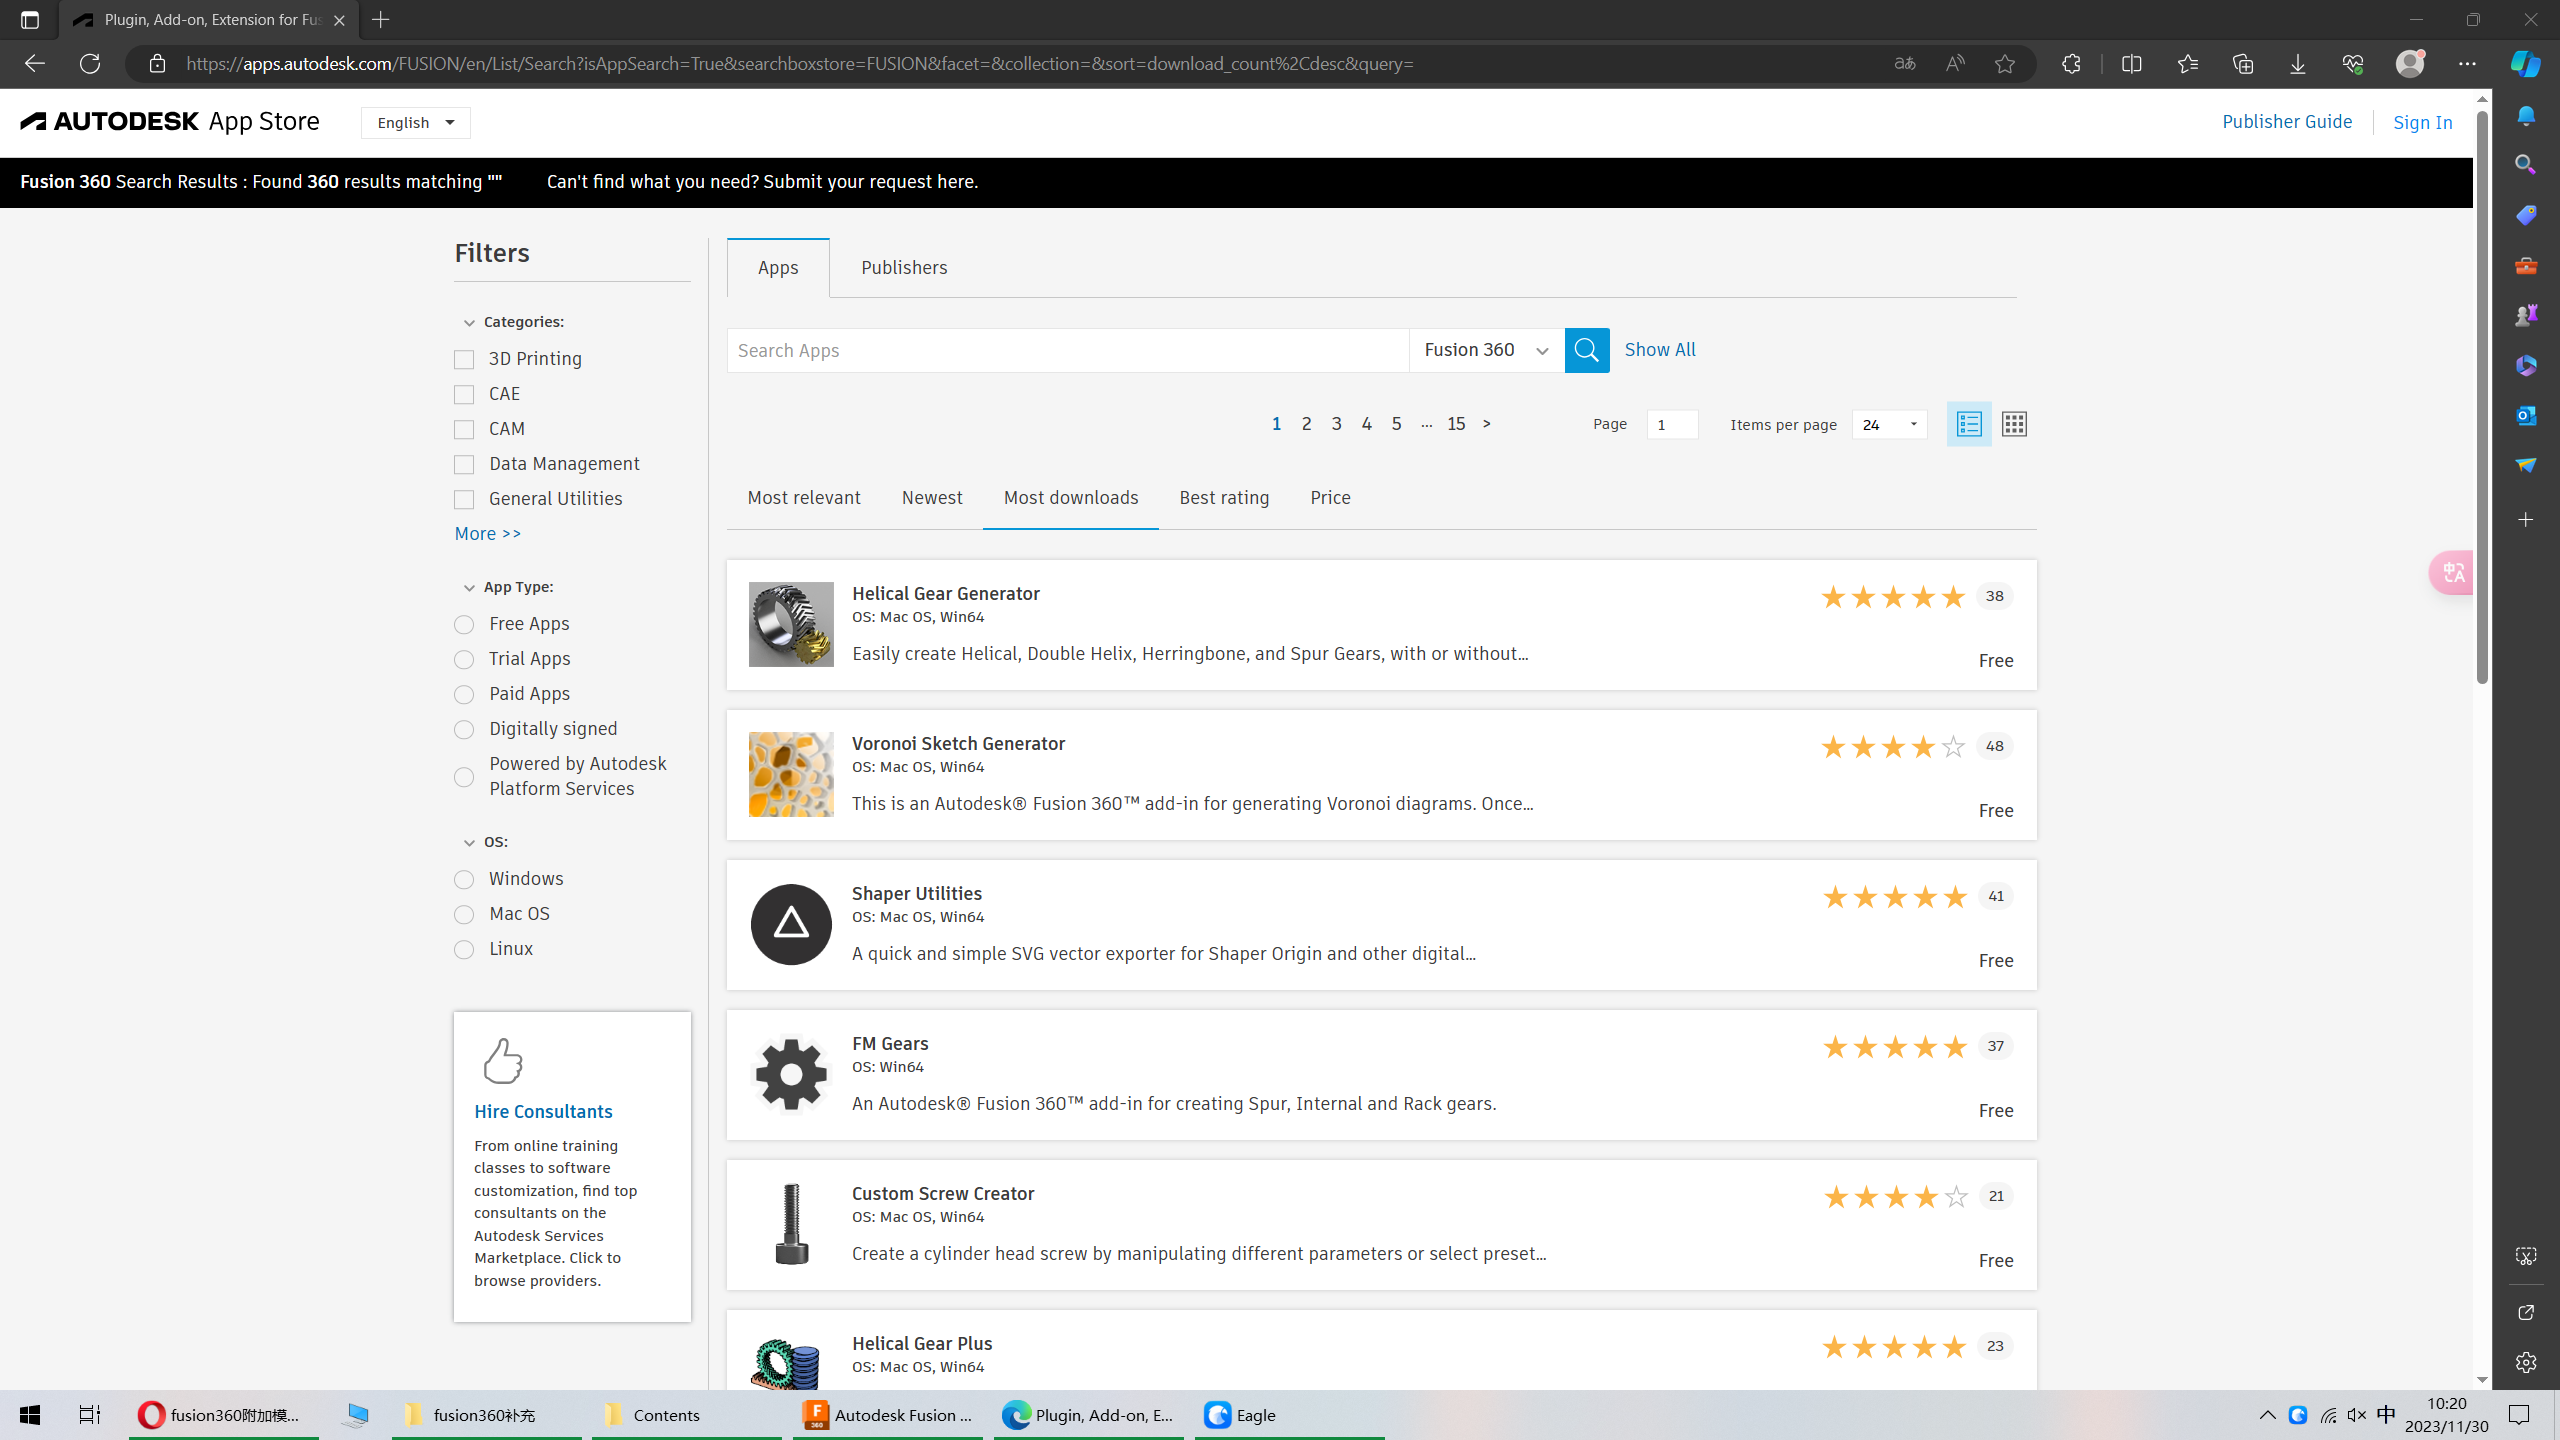 Plugin, Add-on, Extension for Fus
https://apps.autodesk.com/FUSION/en/List/Search?isAppSearch=True&searchboxstore=FUSION&facet=&collection=&sort=download_count%2Cdesc&query=
AUTODESK App Store
English
Publisher Guide
Sign In
Fusion 360 Search Results : Found 360 results matching ""
Can't find what you need? Submit your request here.
Filters
Categories:
3D Printing
CAE
CAM
Data Management
General Utilities
More >>
App Type:
Free Apps
Trial Apps
Paid Apps
Digitally signed
Powered by Autodesk
Platform Services
OS:
Windows
Mac OS
Linux
Hire Consultants
From online training
classes to software
customization, find top
consultants on the
Autodesk Services
Marketplace. Click to
browse providers.
Apps
Publishers
Search Apps
Fusion 360
Show All
1 2 3 4 5 ... 15 >
Page 1
Items per page 24
Most relevant
Newest
Most downloads
Best rating
Price
Helical Gear Generator
38
OS: Mac OS, Win64
Easily create Helical, Double Helix, Herringbone, and Spur Gears, with or without...
Free
Voronoi Sketch Generator
48
OS: Mac OS, Win64
This is an Autodesk® Fusion 360™ add-in for generating Voronoi diagrams. Once...
Free
Shaper Utilities
41
OS: Mac OS, Win64
A quick and simple SVG vector exporter for Shaper Origin and other digital...
Free
FM Gears
37
OS: Win64
An Autodesk® Fusion 360™ add-in for creating Spur, Internal and Rack gears.
Free
Custom Screw Creator
21
OS: Mac OS, Win64
Create a cylinder head screw by manipulating different parameters or select preset...
Free
Helical Gear Plus
23
OS: Mac OS, Win64
fusion360附加模...
fusion360补充
Contents
Autodesk Fusion ...
Plugin, Add-on, E...
Eagle
中
10:20
2023/11/30